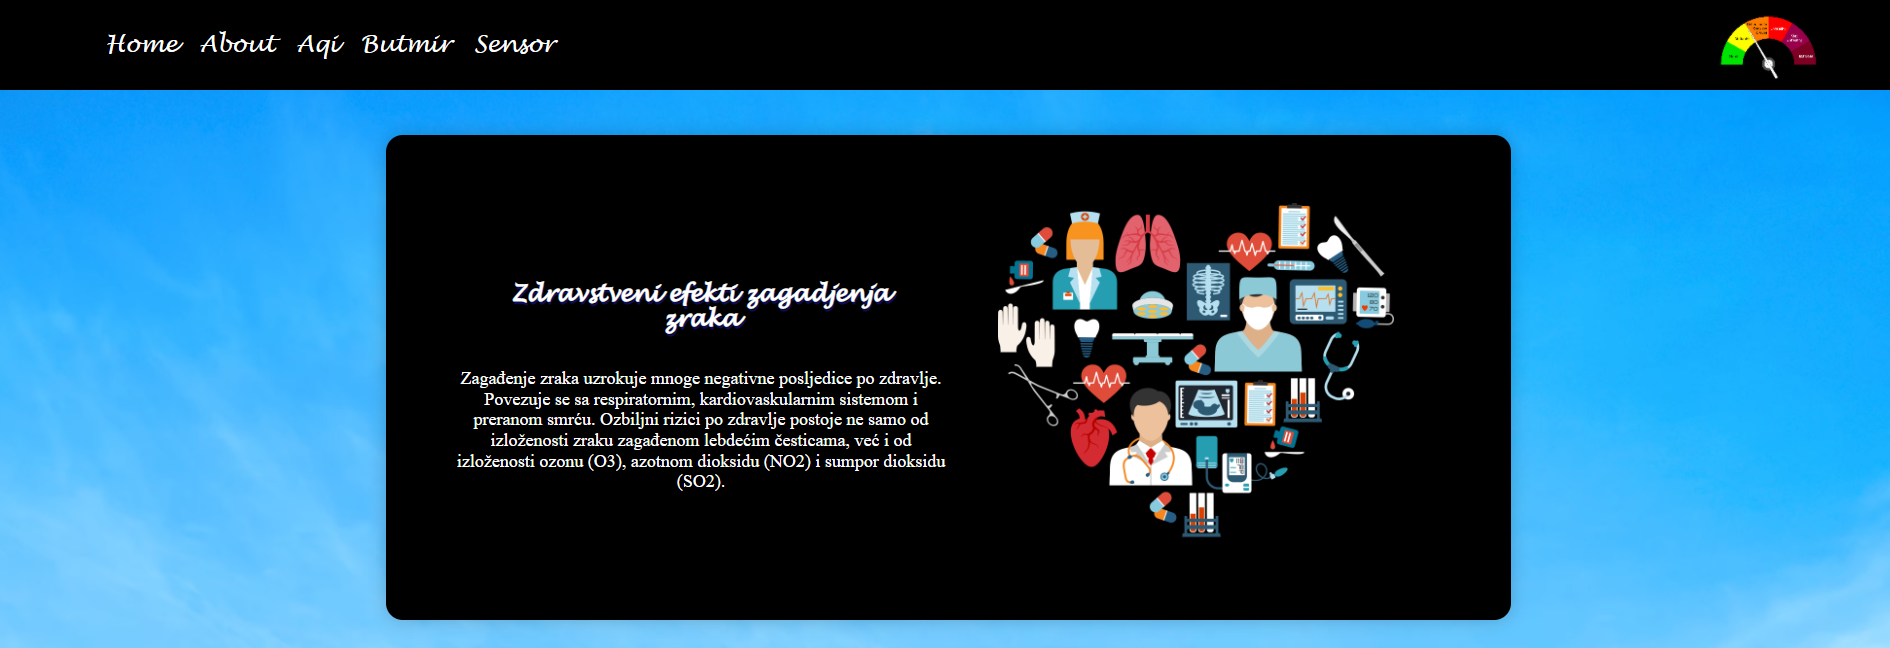 Home About Aqi Butmir Sensor
Zdravstveni efekti zagadjenja
zraka
Zagađenje zraka uzrokuje mnoge negativne posljedice po zdravlje.
Povezuje se sa respiratornim, kardiovaskularnim sistemom i
preranom smrću. Ozbiljni rizici po zdravlje postoje ne samo od
izloženosti zraku zagađenom lebdećim česticama, već i od
izloženosti ozonu (O3), azotnom dioksidu (NO2) i sumpor dioksidu
(SO2).